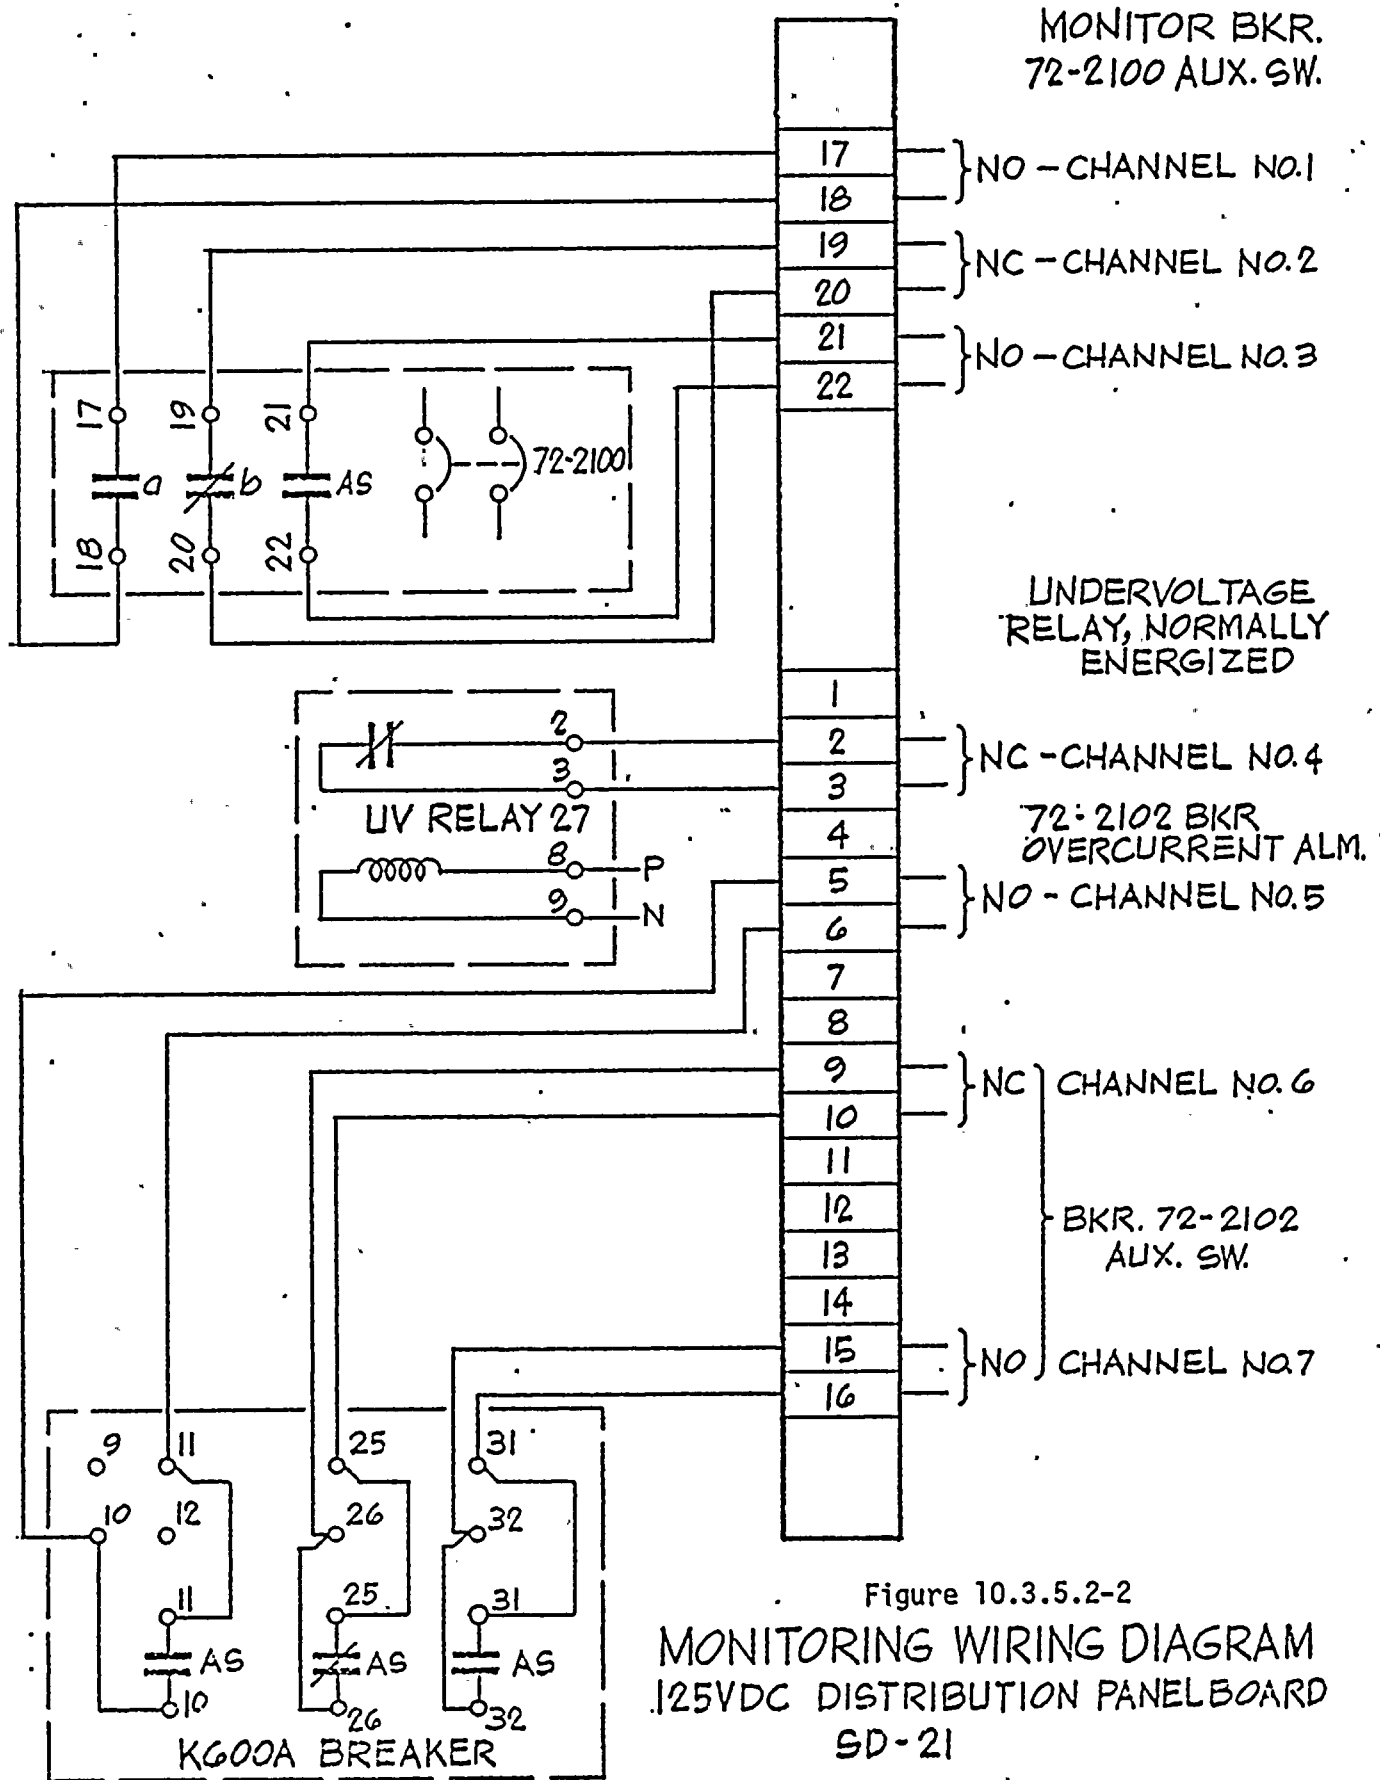 MONITOR BKR.
72-2100 AUX. SW.
17
NO - CHANNEL NO.1
18
19
NC - CHANNEL NO.2
20
21
NO - CHANNEL NO.3
22
17
19
21
a
b
AS
72-2100
18
20
22
UNDERVOLTAGE
RELAY, NORMALLY
ENERGIZED
1
2
2
NC - CHANNEL NO.4
3
3
UV RELAY 27
4
72-2102 BKR
OVERCURRENT ALM.
8
P
5
NO - CHANNEL NO.5
9
N
6
7
8
9
NC
CHANNEL NO.6
10
11
12
BKR. 72-2102
AUX. SW.
13
14
15
NO
CHANNEL NO.7
16
9
11
25
31
10
12
26
32
11
25
31
AS
AS
AS
10
26
32
K600A BREAKER
Figure 10.3.5.2-2
MONITORING WIRING DIAGRAM
125VDC DISTRIBUTION PANELBOARD
SD-21